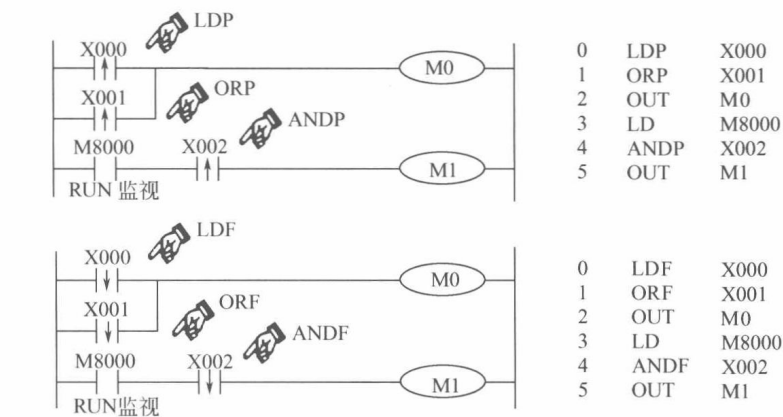 LDP
X000
M0
X001
ORP
ANDP
M8000
X002
M1
RUN 监视
0 LDP X000
1 ORP X001
2 OUT M0
3 LD M8000
4 ANDP X002
5 OUT M1
LDF
X000
M0
X001
ORF
ANDF
M8000
X002
M1
RUN监视
0 LDF X000
1 ORF X001
2 OUT M0
3 LD M8000
4 ANDF X002
5 OUT M1